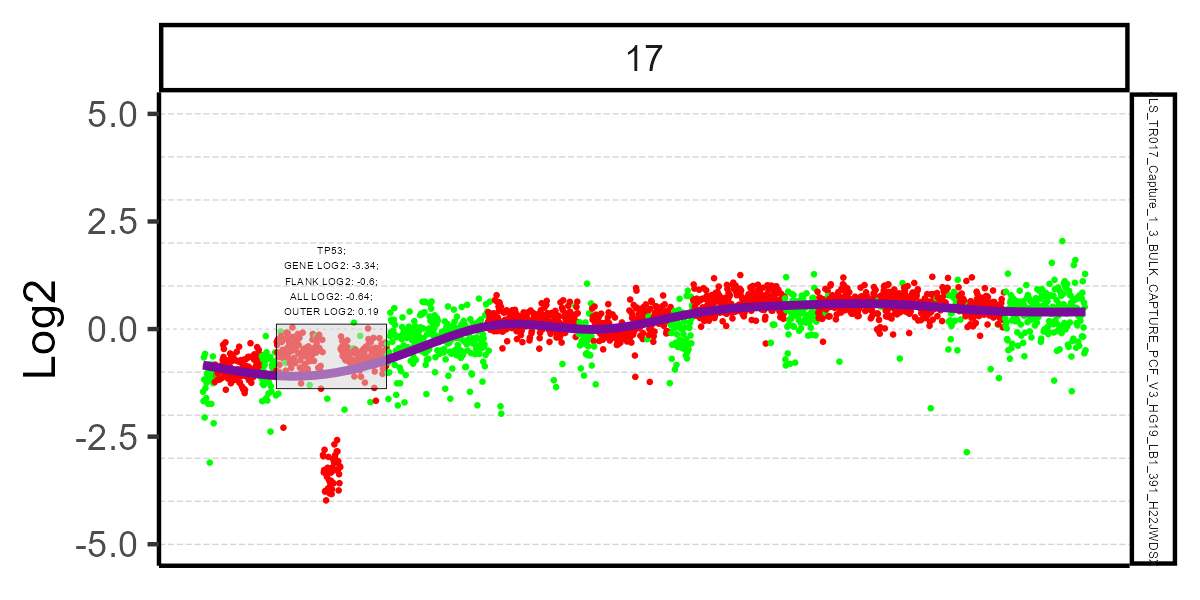 17
5.0
2.5
0.0
-2.5
-5.0
Log2
TP53;
GENE LOG2: -3.34;
FLANK LOG2: -0.6;
ALL LOG2: -0.64;
OUTER LOG2: 0.19
LS_TR017_Capture_1_3_BULK_CAPTURE_PCF_V3_HG19_LB1_391_H22JWDS